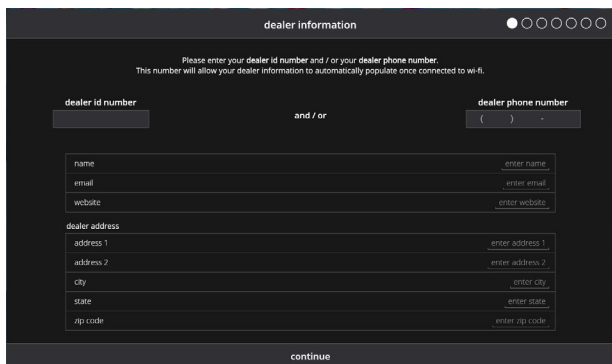 dealer information
Please enter your dealer id number and / or your dealer phone number.
This number will allow your dealer information to automatically populate once connected to wi-fi.
dealer id number
and / or
dealer phone number
( ) -
name enter name
email enter email
website enter website
dealer address
address 1 enter address 1
address 2 enter address 2
city enter city
state enter state
zip code enter zip code
continue